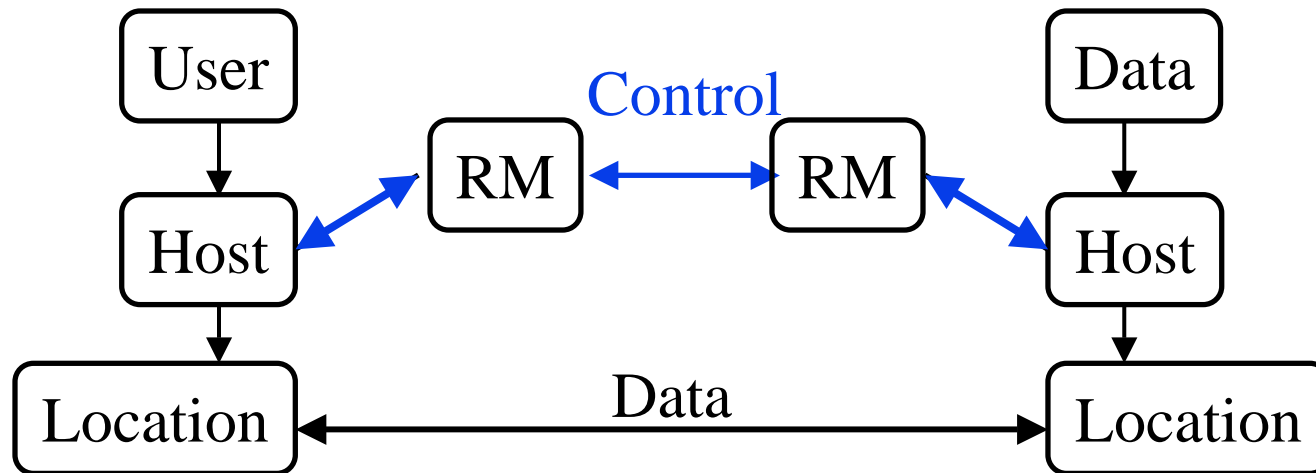 User
Data
Control
RM
RM
Host
Host
Data
Location
Location